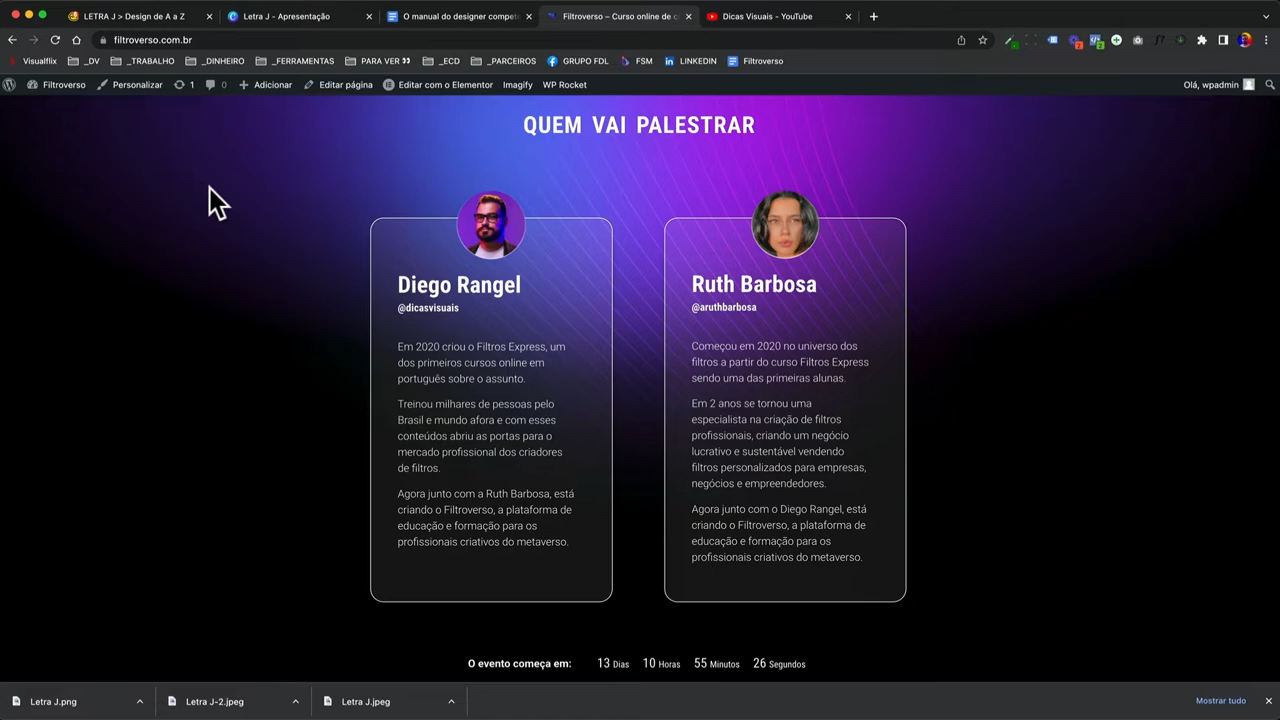 LETRA J > Design de A a Z
Letra J - Apresentação
O manual do designer compete
Filtroverso – Curso online de c
Dicas Visuais - YouTube
filtroverso.com.br
Visualflix
_DV
_TRABALHO
_DINHEIRO
_FERRAMENTAS
PARA VER
_ECD
_PARCEIROS
GRUPO FDL
FSM
LINKEDIN
Filtroverso
Filtroverso
Personalizar
1
0
Adicionar
Editar página
Editar com o Elementor
Imagify
WP Rocket
Olá, wpadmin
QUEM VAI PALESTRAR
Diego Rangel
@dicasvisuais
Em 2020 criou o Filtros Express, um
dos primeiros cursos online em
português sobre o assunto.
Treinou milhares de pessoas pelo
Brasil e mundo afora e com esses
conteúdos abriu as portas para o
mercado profissional dos criadores
de filtros.
Agora junto com a Ruth Barbosa, está
criando o Filtroverso, a plataforma de
educação e formação para os
profissionais criativos do metaverso.
Ruth Barbosa
@aruthbarbosa
Começou em 2020 no universo dos
filtros a partir do curso Filtros Express
sendo uma das primeiras alunas.
Em 2 anos se tornou uma
especialista na criação de filtros
profissionais, criando um negócio
lucrativo e sustentável vendendo
filtros personalizados para empresas,
negócios e empreendedores.
Agora junto com o Diego Rangel, está
criando o Filtroverso, a plataforma de
educação e formação para os
profissionais criativos do metaverso.
O evento começa em: 13 Dias 10 Horas 55 Minutos 26 Segundos
Letra J.png
Letra J-2.jpeg
Letra J.jpeg
Mostrar tudo